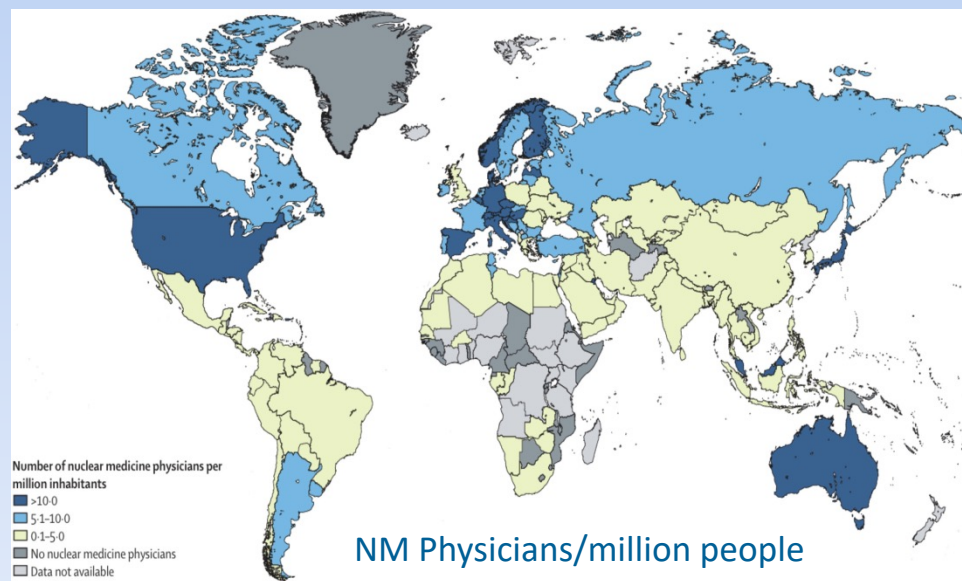 Number of nuclear medicine physicians per
million inhabitants
>10·0
5·1–10·0
0·1–5·0
No nuclear medicine physicians
Data not available
NM Physicians/million people